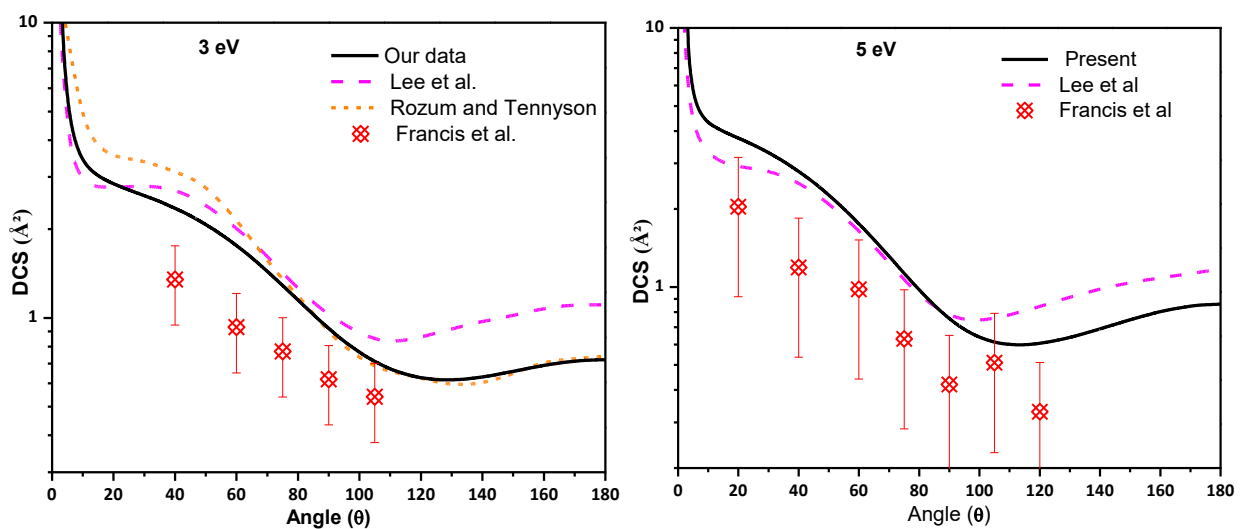 3 eV
Our data
Lee et al.
Rozum and Tennyson
Francis et al.
DCS (Å²)
10
1
0 20 40 60 80 100 120 140 160 180
Angle (θ)
5 eV
Present
Lee et al
Francis et al
DCS (Å²)
10
1
0 20 40 60 80 100 120 140 160 180
Angle (θ)